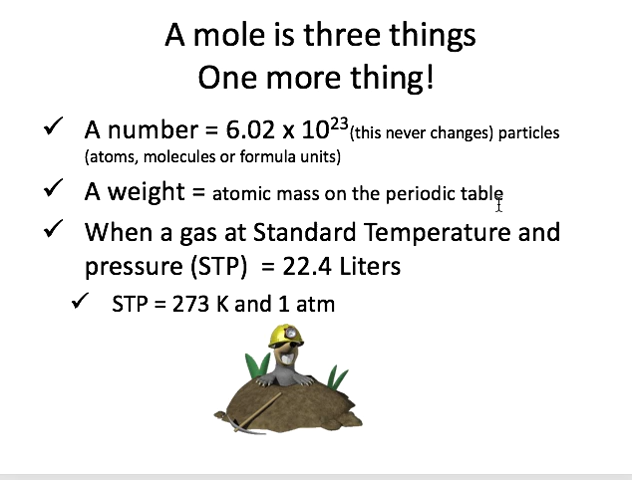 A mole is three things
One more thing!
✓ A number = 6.02 x 10²³(this never changes) particles
(atoms, molecules or formula units)
✓ A weight = atomic mass on the periodic table
✓ When a gas at Standard Temperature and
pressure (STP) = 22.4 Liters
✓ STP = 273 K and 1 atm